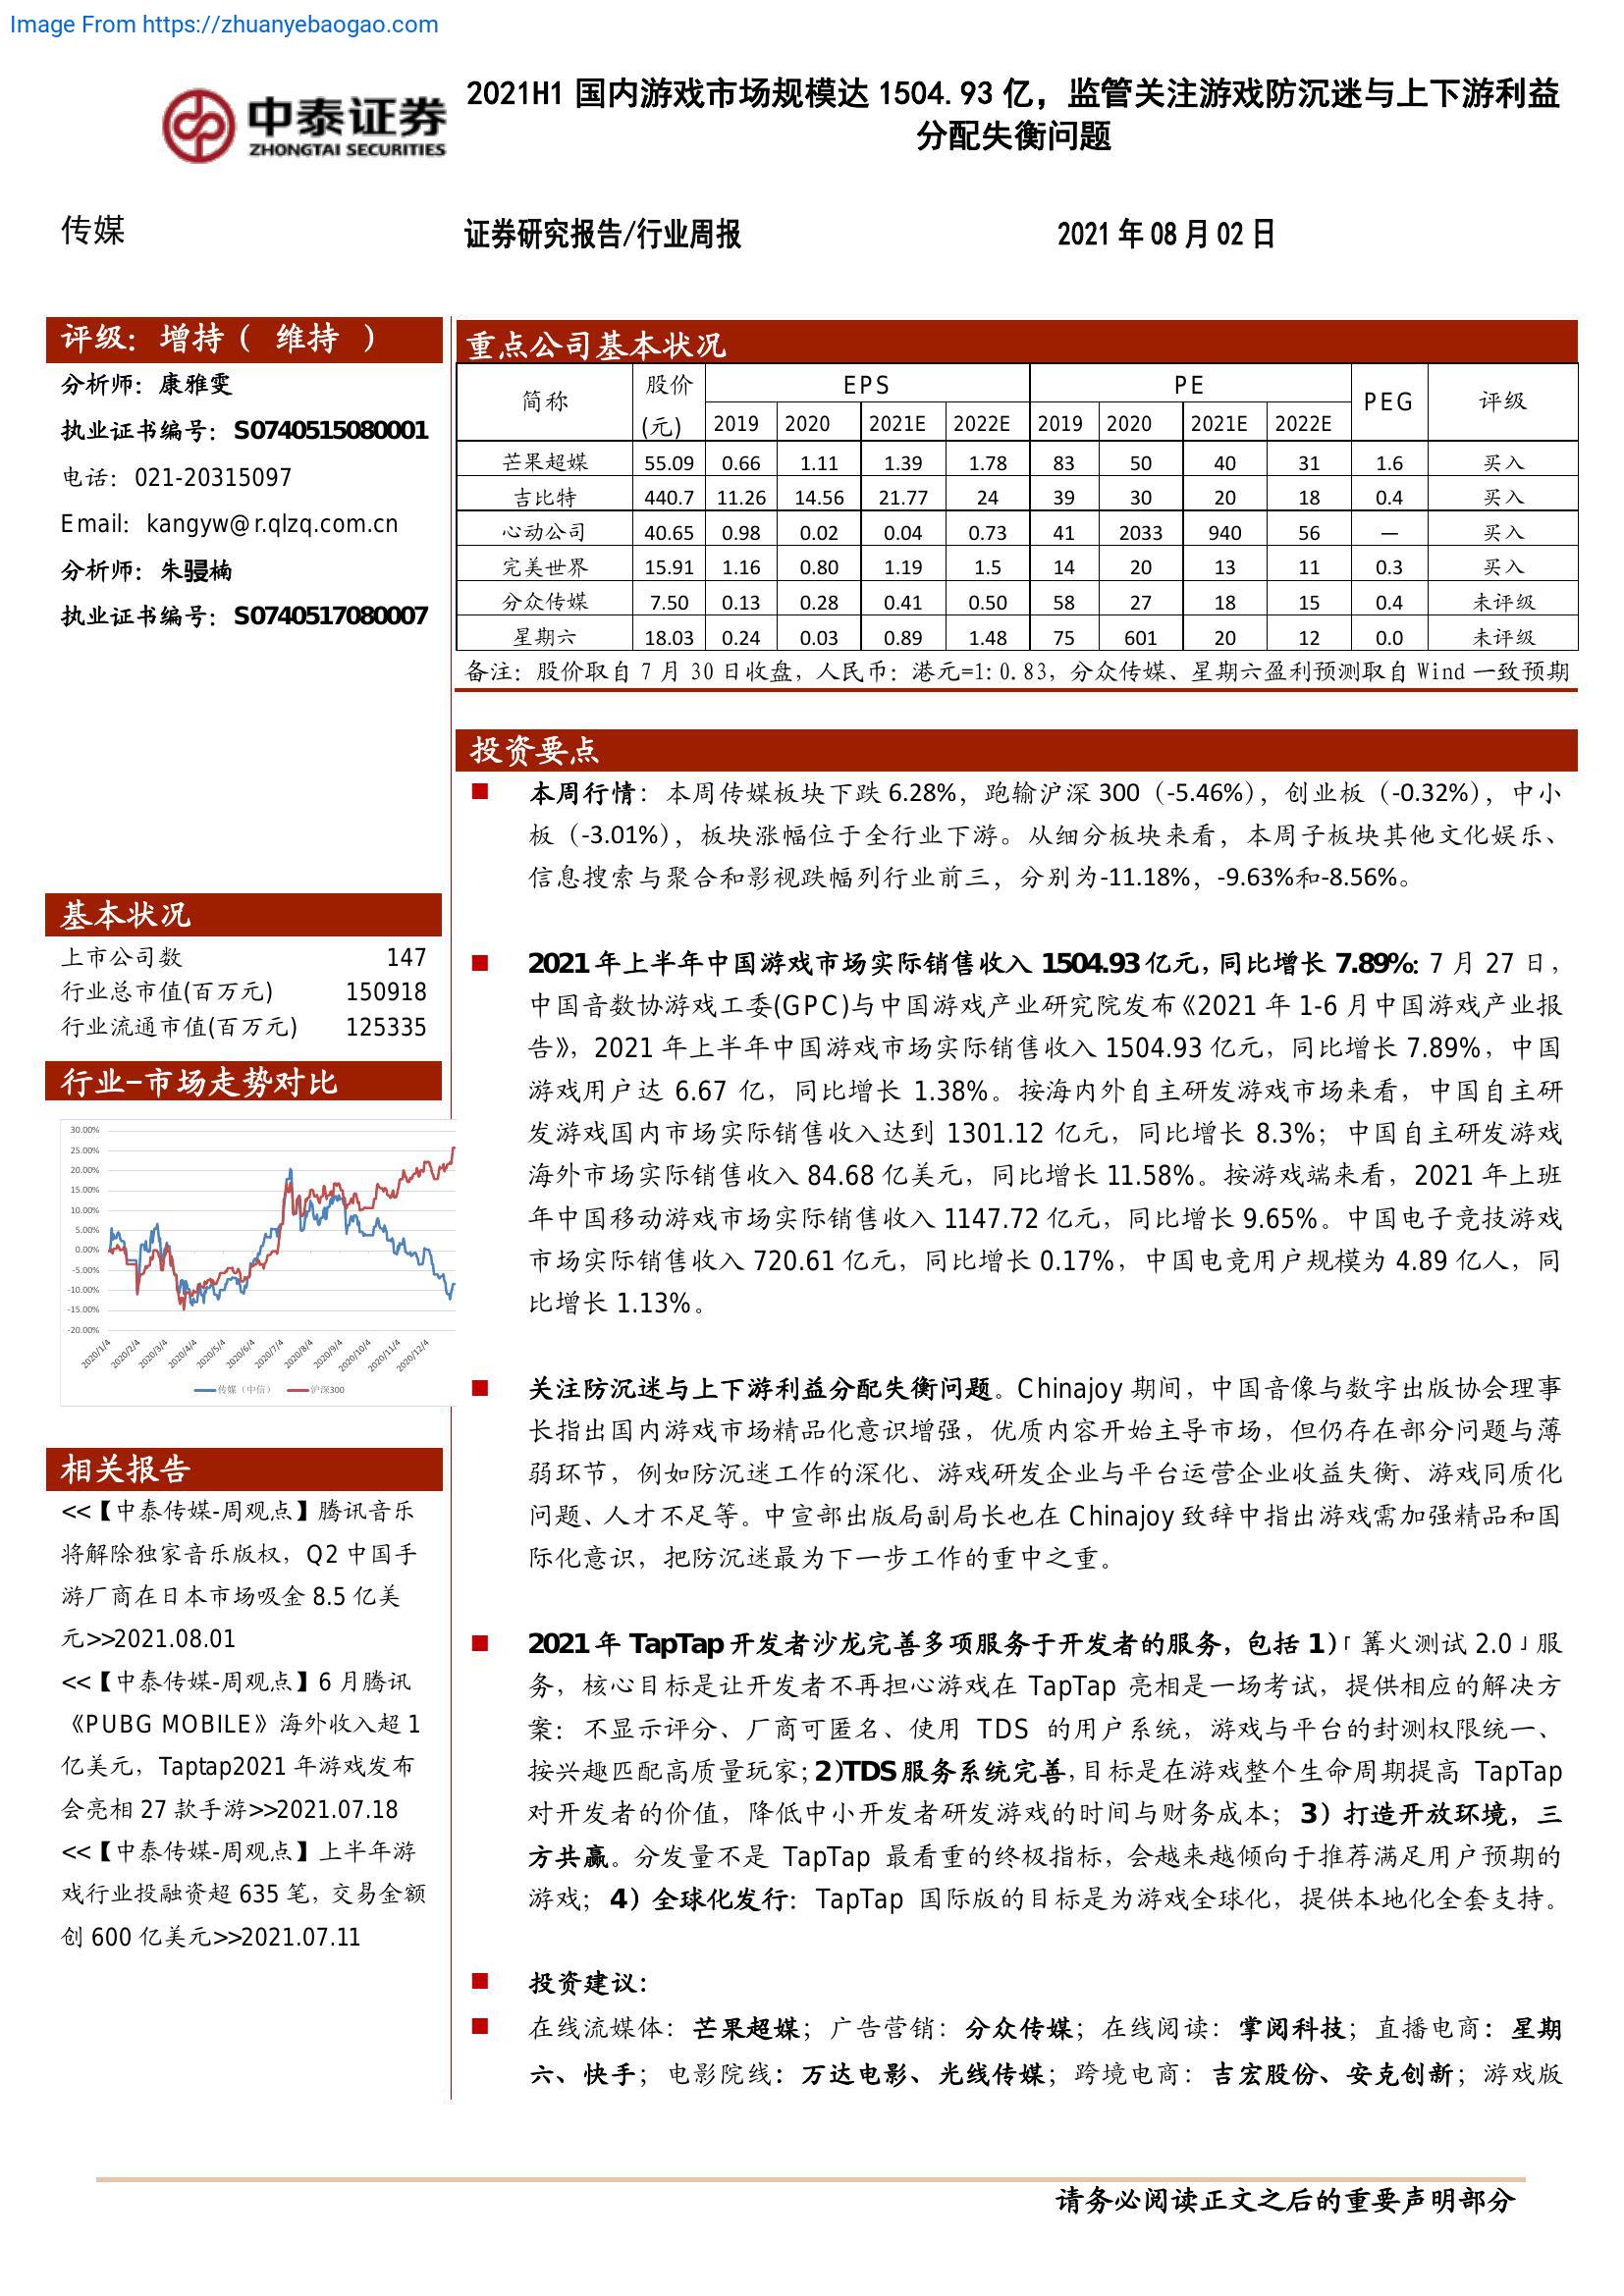 Image From https://zhuanyebaogao.com
中泰证券
ZHONGTAI SECURITIES
2021H1 国内游戏市场规模达 1504.93 亿，监管关注游戏防沉迷与上下游利益
分配失衡问题
传媒
证券研究报告/行业周报
2021 年 08 月 02 日
评级：增持（ 维持 ）
分析师：康雅雯
执业证书编号：S0740515080001
电话：021-20315097
Email：kangyw@r.qlzq.com.cn
分析师：朱骎楠
执业证书编号：S0740517080007
基本状况
上市公司数 147
行业总市值(百万元) 150918
行业流通市值(百万元) 125335
行业-市场走势对比
30.00%
25.00%
20.00%
15.00%
10.00%
5.00%
0.00%
-5.00%
-10.00%
-15.00%
-20.00%
2020/1/4 2020/2/4 2020/3/4 2020/4/4 2020/5/4 2020/6/4 2020/7/4 2020/8/4 2020/9/4 2020/10/4 2020/11/4 2020/12/4
传媒（中信） 沪深300
相关报告
<<【中泰传媒-周观点】腾讯音乐
将解除独家音乐版权，Q2 中国手
游厂商在日本市场吸金 8.5 亿美
元>>2021.08.01
<<【中泰传媒-周观点】6 月腾讯
《PUBG MOBILE》海外收入超 1
亿美元，Taptap2021 年游戏发布
会亮相 27 款手游>>2021.07.18
<<【中泰传媒-周观点】上半年游
戏行业投融资超 635 笔，交易金额
创 600 亿美元>>2021.07.11
重点公司基本状况
简称 股价 EPS PE PEG 评级
(元) 2019 2020 2021E 2022E 2019 2020 2021E 2022E
芒果超媒 55.09 0.66 1.11 1.39 1.78 83 50 40 31 1.6 买入
吉比特 440.7 11.26 14.56 21.77 24 39 30 20 18 0.4 买入
心动公司 40.65 0.98 0.02 0.04 0.73 41 2033 940 56 — 买入
完美世界 15.91 1.16 0.80 1.19 1.5 14 20 13 11 0.3 买入
分众传媒 7.50 0.13 0.28 0.41 0.50 58 27 18 15 0.4 未评级
星期六 18.03 0.24 0.03 0.89 1.48 75 601 20 12 0.0 未评级
备注：股价取自 7 月 30 日收盘，人民币：港元=1:0.83，分众传媒、星期六盈利预测取自 Wind 一致预期
投资要点
■ 本周行情：本周传媒板块下跌 6.28%，跑输沪深 300（-5.46%），创业板（-0.32%），中小
板（-3.01%），板块涨幅位于全行业下游。从细分板块来看，本周子板块其他文化娱乐、
信息搜索与聚合和影视跌幅列行业前三，分别为-11.18%，-9.63%和-8.56%。
■ 2021 年上半年中国游戏市场实际销售收入 1504.93 亿元，同比增长 7.89%：7 月 27 日，
中国音数协游戏工委(GPC)与中国游戏产业研究院发布《2021 年 1-6 月中国游戏产业报
告》，2021 年上半年中国游戏市场实际销售收入 1504.93 亿元，同比增长 7.89%，中国
游戏用户达 6.67 亿，同比增长 1.38%。按海内外自主研发游戏市场来看，中国自主研
发游戏国内市场实际销售收入达到 1301.12 亿元，同比增长 8.3%；中国自主研发游戏
海外市场实际销售收入 84.68 亿美元，同比增长 11.58%。按游戏端来看，2021 年上班
年中国移动游戏市场实际销售收入 1147.72 亿元，同比增长 9.65%。中国电子竞技游戏
市场实际销售收入 720.61 亿元，同比增长 0.17%，中国电竞用户规模为 4.89 亿人，同
比增长 1.13%。
■ 关注防沉迷与上下游利益分配失衡问题。Chinajoy 期间，中国音像与数字出版协会理事
长指出国内游戏市场精品化意识增强，优质内容开始主导市场，但仍存在部分问题与薄
弱环节，例如防沉迷工作的深化、游戏研发企业与平台运营企业收益失衡、游戏同质化
问题、人才不足等。中宣部出版局副局长也在 Chinajoy 致辞中指出游戏需加强精品和国
际化意识，把防沉迷最为下一步工作的重中之重。
■ 2021 年 TapTap 开发者沙龙完善多项服务于开发者的服务，包括 1）「篝火测试 2.0」服
务，核心目标是让开发者不再担心游戏在 TapTap 亮相是一场考试，提供相应的解决方
案：不显示评分、厂商可匿名、使用 TDS 的用户系统，游戏与平台的封测权限统一、
按兴趣匹配高质量玩家；2)TDS 服务系统完善，目标是在游戏整个生命周期提高 TapTap
对开发者的价值，降低中小开发者研发游戏的时间与财务成本；3）打造开放环境，三
方共赢。分发量不是 TapTap 最看重的终极指标，会越来越倾向于推荐满足用户预期的
游戏；4）全球化发行：TapTap 国际版的目标是为游戏全球化，提供本地化全套支持。
■ 投资建议：
■ 在线流媒体：芒果超媒；广告营销：分众传媒；在线阅读：掌阅科技；直播电商：星期
六、快手；电影院线：万达电影、光线传媒；跨境电商：吉宏股份、安克创新；游戏版
请务必阅读正文之后的重要声明部分